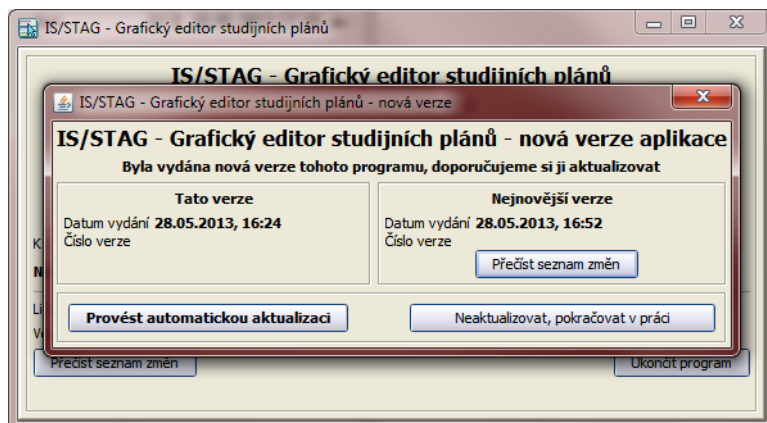 IS/STAG - Grafický editor studijních plánů
IS/STAG - Grafický editor studijních plánů
IS/STAG - Grafický editor studijních plánů - nová verze
IS/STAG - Grafický editor studijních plánů - nová verze aplikace
Byla vydána nová verze tohoto programu, doporučujeme si ji aktualizovat
Tato verze
Datum vydání 28.05.2013, 16:24
Číslo verze
Nejnovější verze
Datum vydání 28.05.2013, 16:52
Číslo verze
Přečíst seznam změn
Provést automatickou aktualizaci
Neaktualizovat, pokračovat v práci
Přečíst seznam změn
Ukončit program